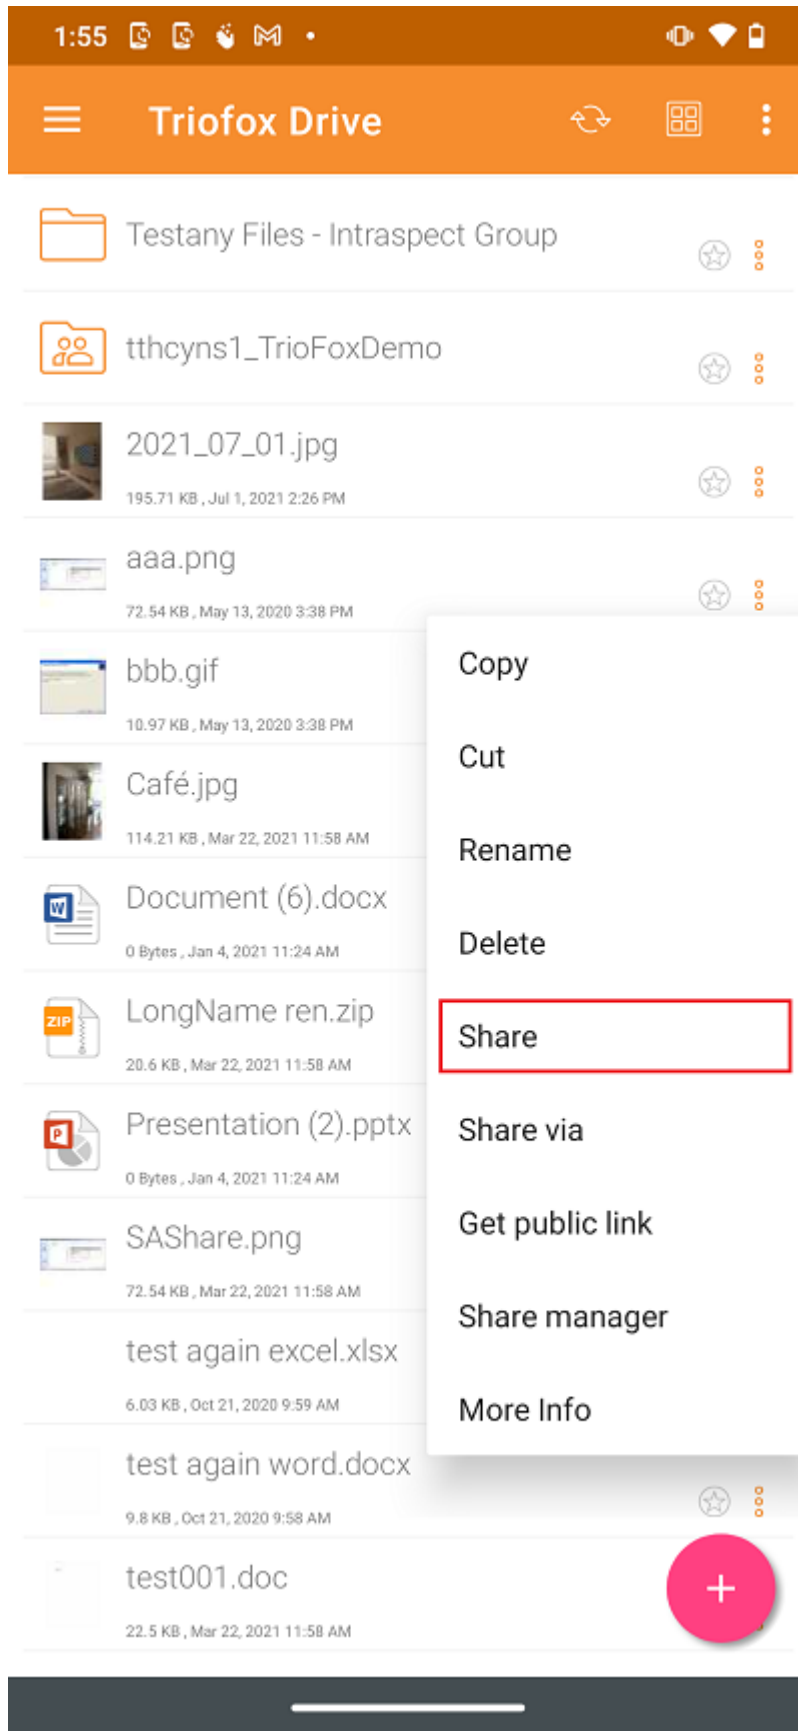 1:55
Triofox Drive
Testany Files - Intraspect Group
tthcyns1_TrioFoxDemo
2021_07_01.jpg
195.71 KB , Jul 1, 2021 2:26 PM
aaa.png
72.54 KB , May 13, 2020 3:38 PM
bbb.gif
10.97 KB , May 13, 2020 3:38 PM
Café.jpg
114.21 KB , Mar 22, 2021 11:58 AM
Document (6).docx
0 Bytes , Jan 4, 2021 11:24 AM
ZIP
LongName ren.zip
20.6 KB , Mar 22, 2021 11:58 AM
Presentation (2).pptx
0 Bytes , Jan 4, 2021 11:24 AM
SAShare.png
72.54 KB , Mar 22, 2021 11:58 AM
test again excel.xlsx
6.03 KB , Oct 21, 2020 9:59 AM
test again word.docx
9.8 KB , Oct 21, 2020 9:58 AM
test001.doc
22.5 KB , Mar 22, 2021 11:58 AM
Copy
Cut
Rename
Delete
Share
Share via
Get public link
Share manager
More Info